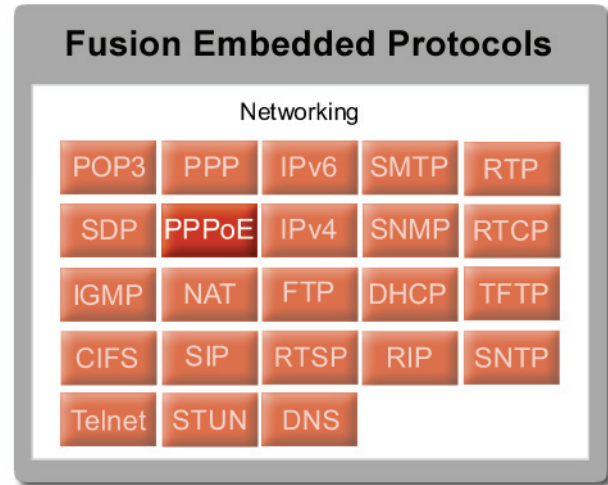 Fusion Embedded Protocols
Networking
POP3 PPP IPv6 SMTP RTP
SDP PPPoE IPv4 SNMP RTCP
IGMP NAT FTP DHCP TFTP
CIFS SIP RTSP RIP SNTP
Telnet STUN DNS